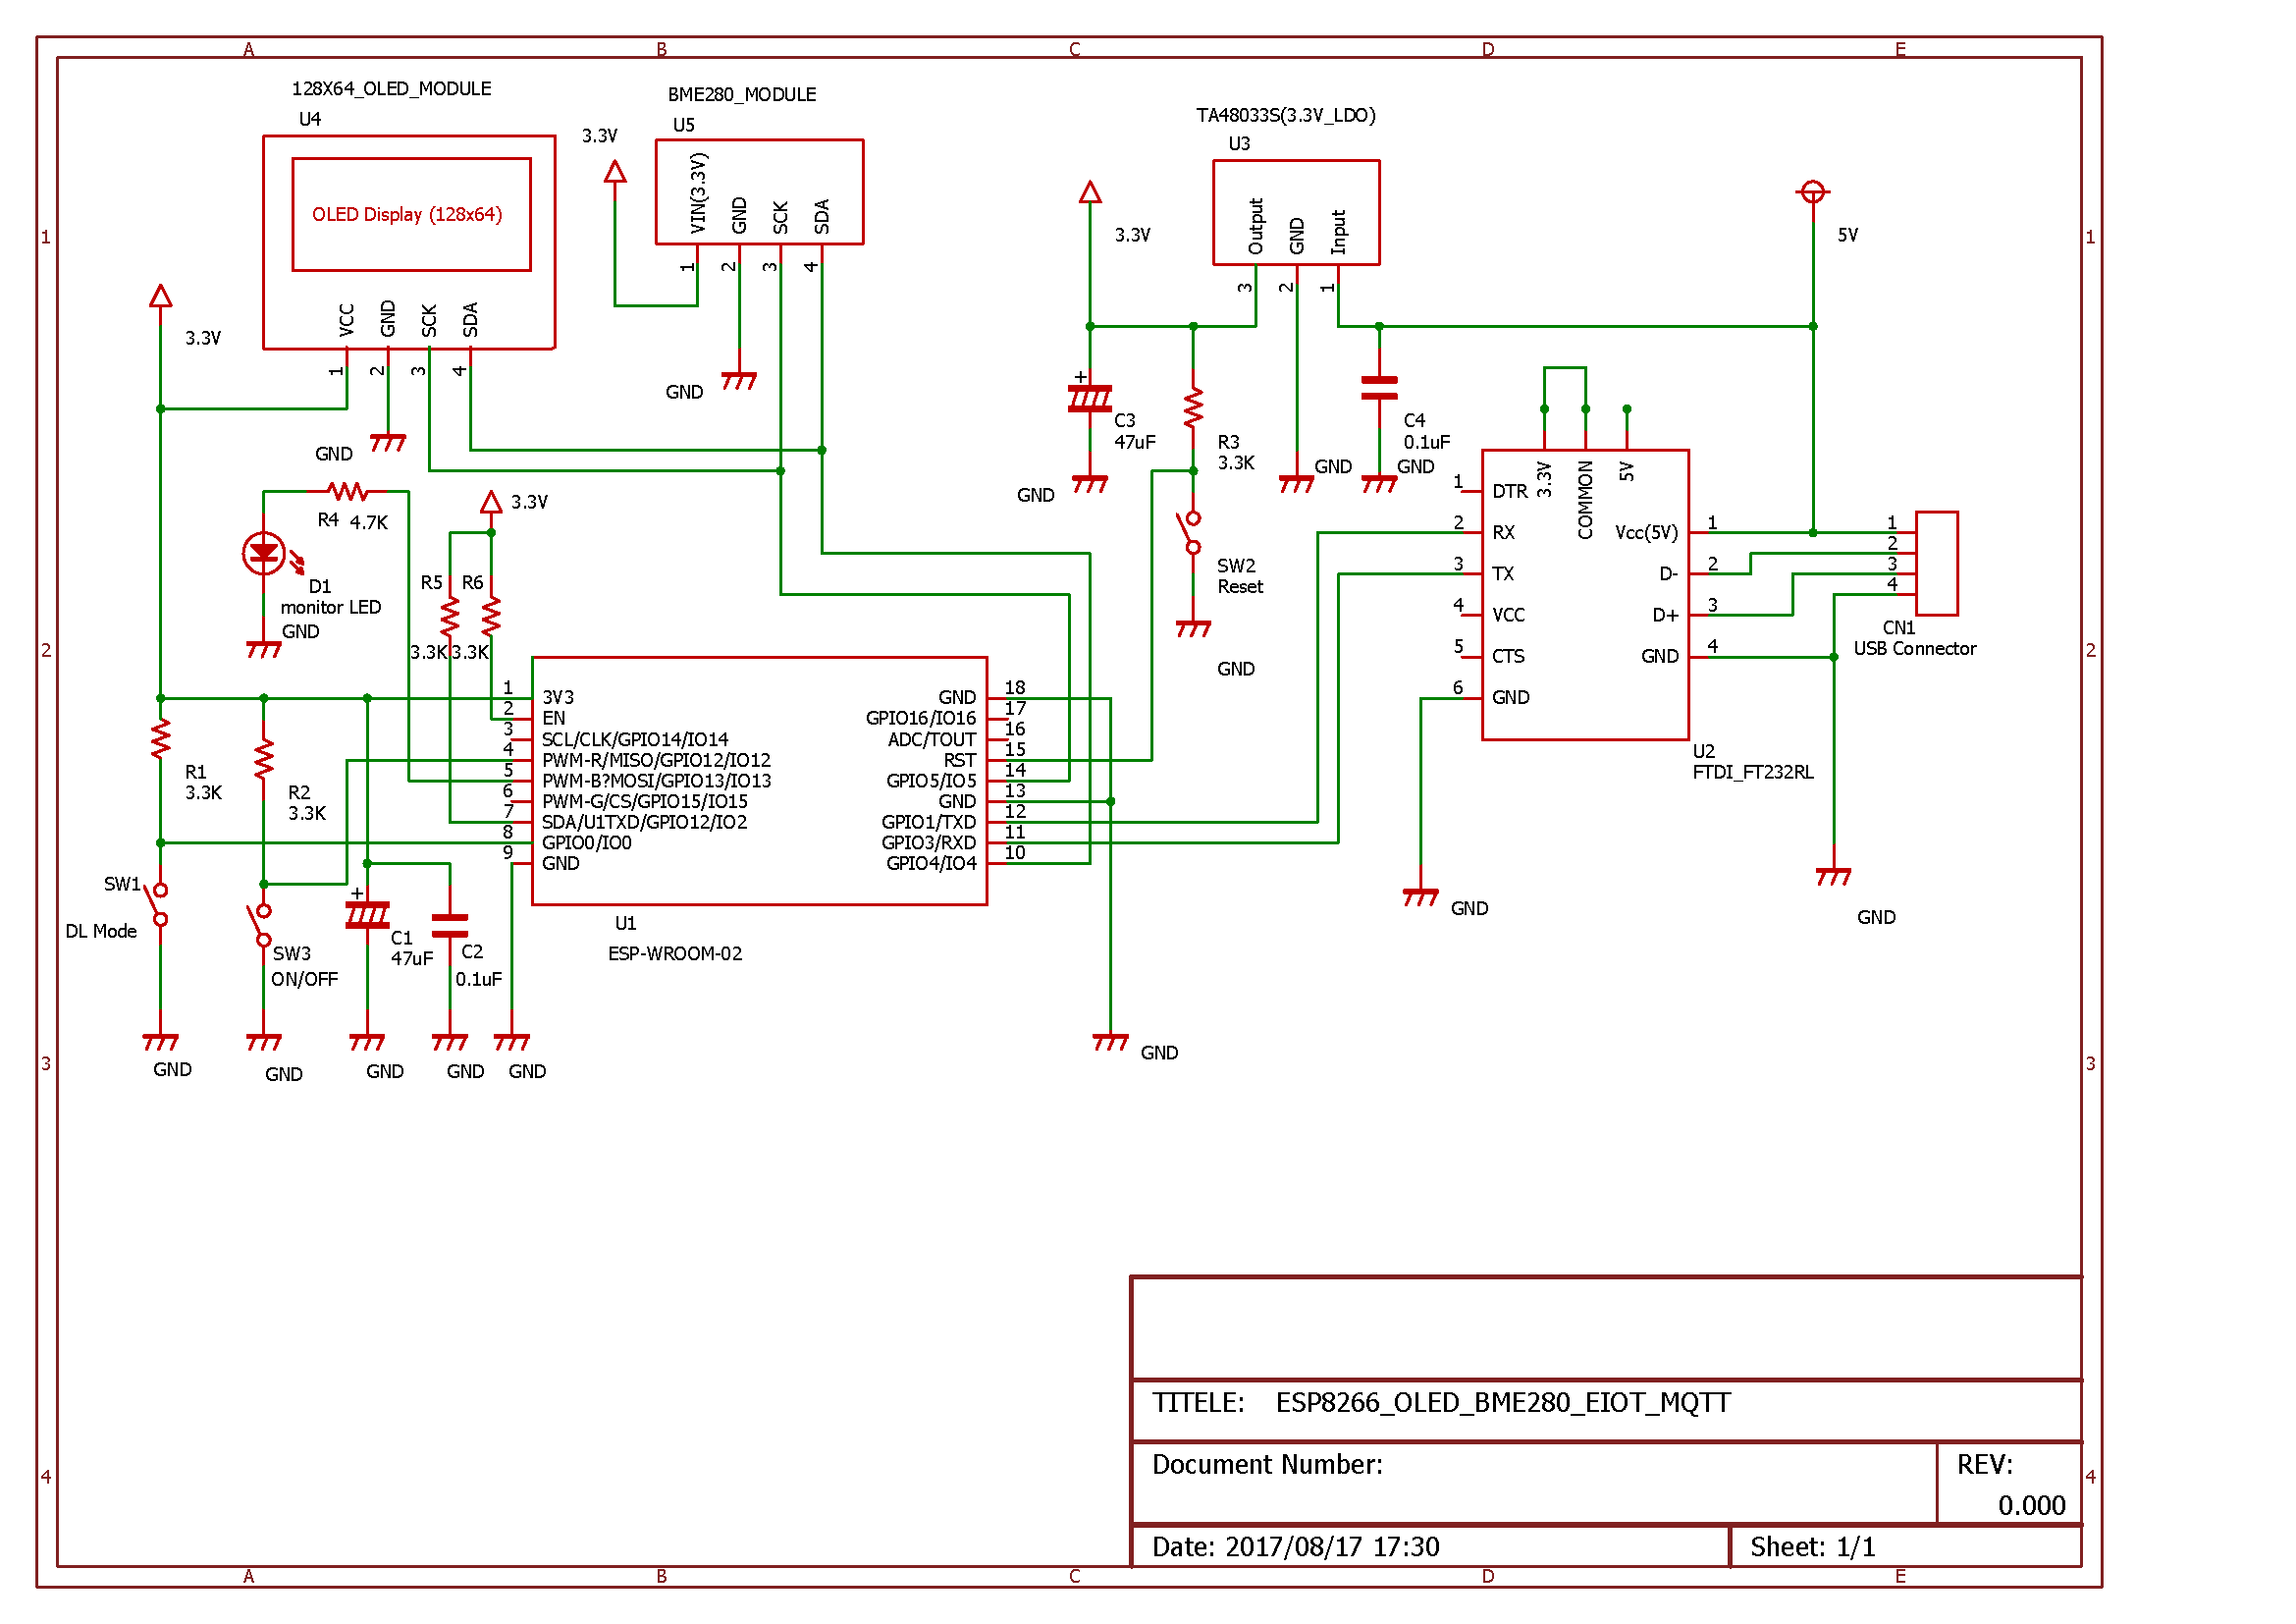 A B C D E
1
2
3
4
1
2
3
4
A B C D E
128X64_OLED_MODULE
U4
OLED Display (128x64)
VCC
GND
SCK
SDA
1
2
3
4
GND
3.3V
BME280_MODULE
U5
3.3V
VIN(3.3V)
GND
SCK
SDA
1
2
3
4
GND
TA48033S(3.3V_LDO)
U3
Output
GND
Input
3
2
1
3.3V
5V
+
C3
47uF
GND
R3
3.3K
GND
C4
0.1uF
GND
SW2
Reset
GND
R4 4.7K
D1
monitor LED
GND
3.3V
R5 R6
3.3K 3.3K
1 3V3
2 EN
3 SCL/CLK/GPIO14/IO14
4 PWM-R/MISO/GPIO12/IO12
5 PWM-B?MOSI/GPIO13/IO13
6 PWM-G/CS/GPIO15/IO15
7 SDA/U1TXD/GPIO12/IO2
8 GPIO0/IO0
9 GND
GND 18
GPIO16/IO16 17
ADC/TOUT 16
RST 15
GPIO5/IO5 14
GND 13
GPIO1/TXD 12
GPIO3/RXD 11
GPIO4/IO4 10
U1
ESP-WROOM-02
R1
3.3K
R2
3.3K
SW1
DL Mode
SW3
ON/OFF
+
C1
47uF
C2
0.1uF
GND
GND
GND
GND
GND
GND
3.3V
COMMON
5V
1 DTR
2 RX
3 TX
4 VCC
5 CTS
6 GND
Vcc(5V) 1
D- 2
D+ 3
GND 4
U2
FTDI_FT232RL
1
2
3
4
CN1
USB Connector
GND
GND
TITELE: ESP8266_OLED_BME280_EIOT_MQTT
Document Number:
REV:
0.000
Date: 2017/08/17 17:30
Sheet: 1/1